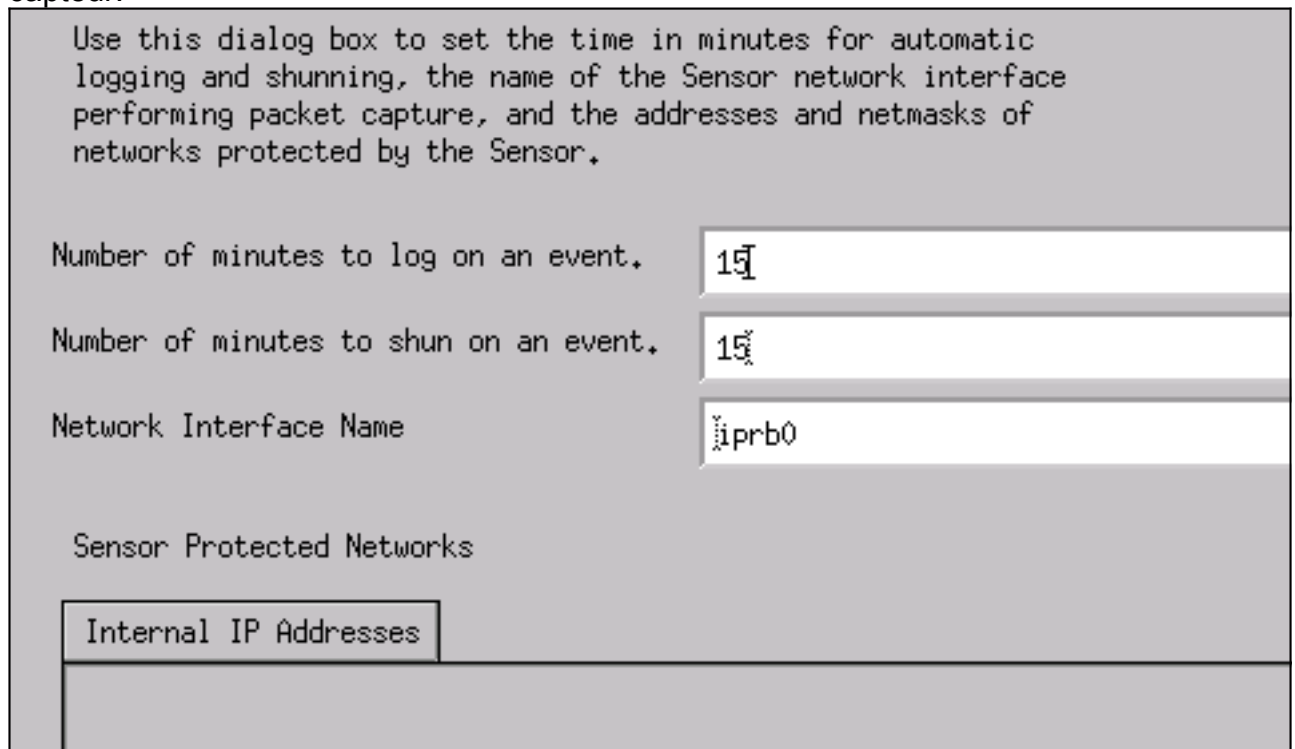 Use this dialog box to set the time in minutes for automatic
logging and shunning, the name of the Sensor network interface
performing packet capture, and the addresses and netmasks of
networks protected by the Sensor.
Number of minutes to log on an event.
15
Number of minutes to shun on an event.
15
Network Interface Name
iprb0
Sensor Protected Networks
Internal IP Addresses